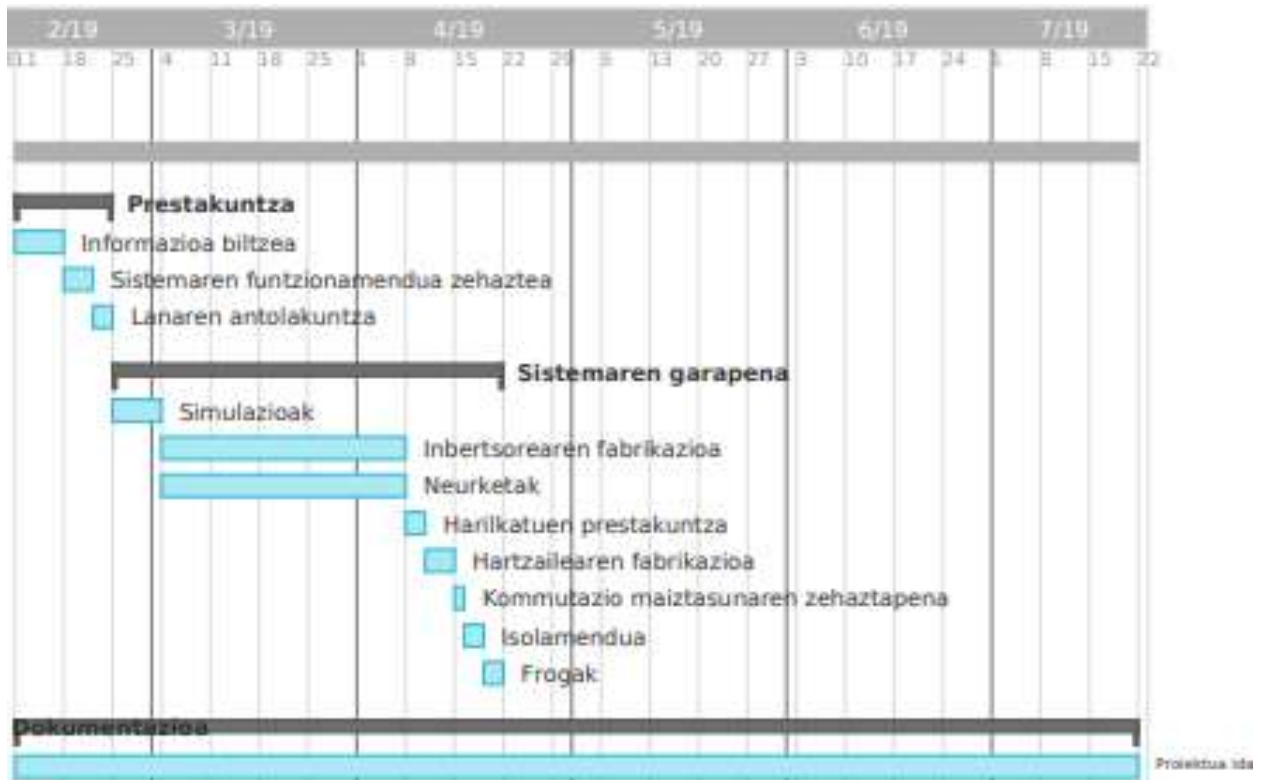 2/19 3/19 4/19 5/19 6/19 7/19
11 18 25 4 11 18 25 1 8 15 22 29 13 20 27 3 10 17 24 8 15 22
Prestakuntza
Informazioa biltzea
Sistemaren funtzionamendua zehaztea
Lanaren antolakuntza
Sistemaren garapena
Simulazioak
Inbertsorearen fabrikazioa
Neurketak
Harilkatuen prestakuntza
Hartzailearen fabrikazioa
Kommutazio maiztasunaren zehaztapena
Isolamendua
Frogak
Dokumentazioa
Proiektua ida